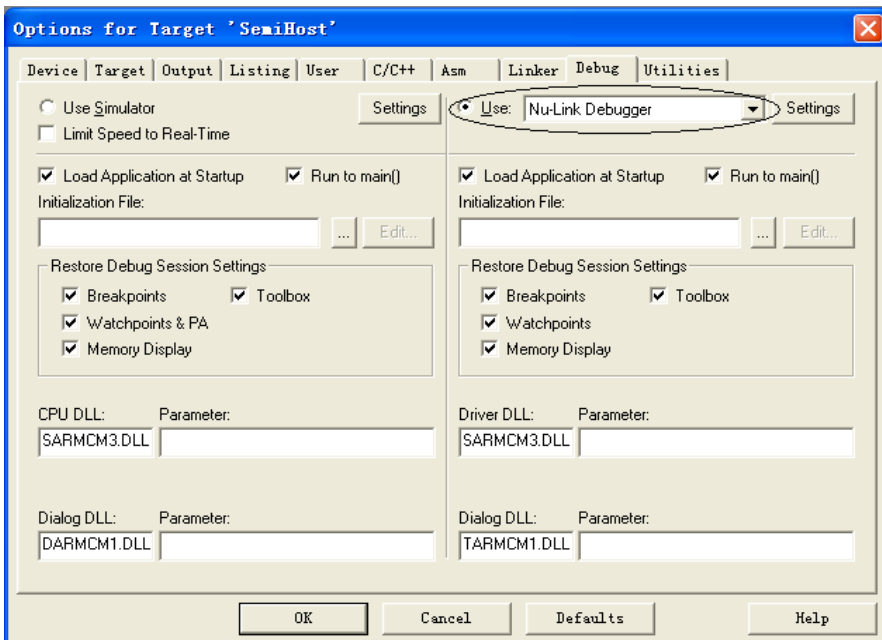 Options for Target 'SemiHost'
Device Target Output Listing User C/C++ Asm Linker Debug Utilities
Use Simulator Settings
Limit Speed to Real-Time
Use: Nu-Link Debugger Settings
Load Application at Startup Run to main()
Initialization File:
... Edit...
Load Application at Startup Run to main()
Initialization File:
... Edit...
Restore Debug Session Settings
Breakpoints Toolbox
Watchpoints & PA
Memory Display
Restore Debug Session Settings
Breakpoints Toolbox
Watchpoints
Memory Display
CPU DLL: Parameter:
SARMCM3.DLL
Driver DLL: Parameter:
SARMCM3.DLL
Dialog DLL: Parameter:
DARMCM1.DLL
Dialog DLL: Parameter:
TARMCM1.DLL
OK Cancel Defaults Help